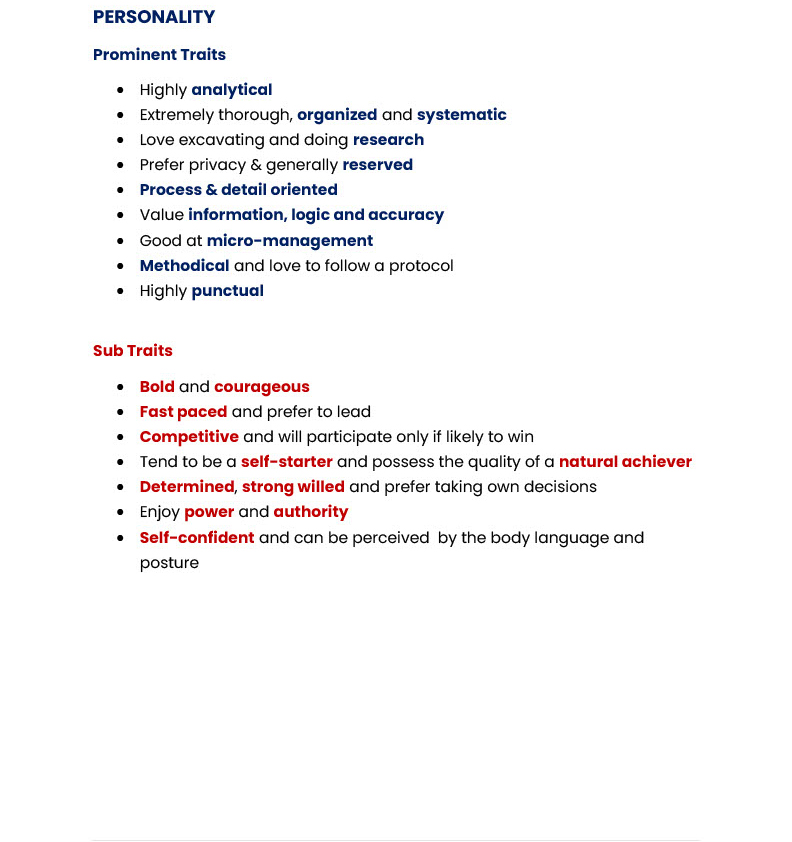 PERSONALITY
Prominent Traits
• Highly analytical
• Extremely thorough, organized and systematic
• Love excavating and doing research
• Prefer privacy & generally reserved
• Process & detail oriented
• Value information, logic and accuracy
• Good at micro-management
• Methodical and love to follow a protocol
• Highly punctual
Sub Traits
• Bold and courageous
• Fast paced and prefer to lead
• Competitive and will participate only if likely to win
• Tend to be a self-starter and possess the quality of a natural achiever
• Determined, strong willed and prefer taking own decisions
• Enjoy power and authority
• Self-confident and can be perceived  by the body language and
posture